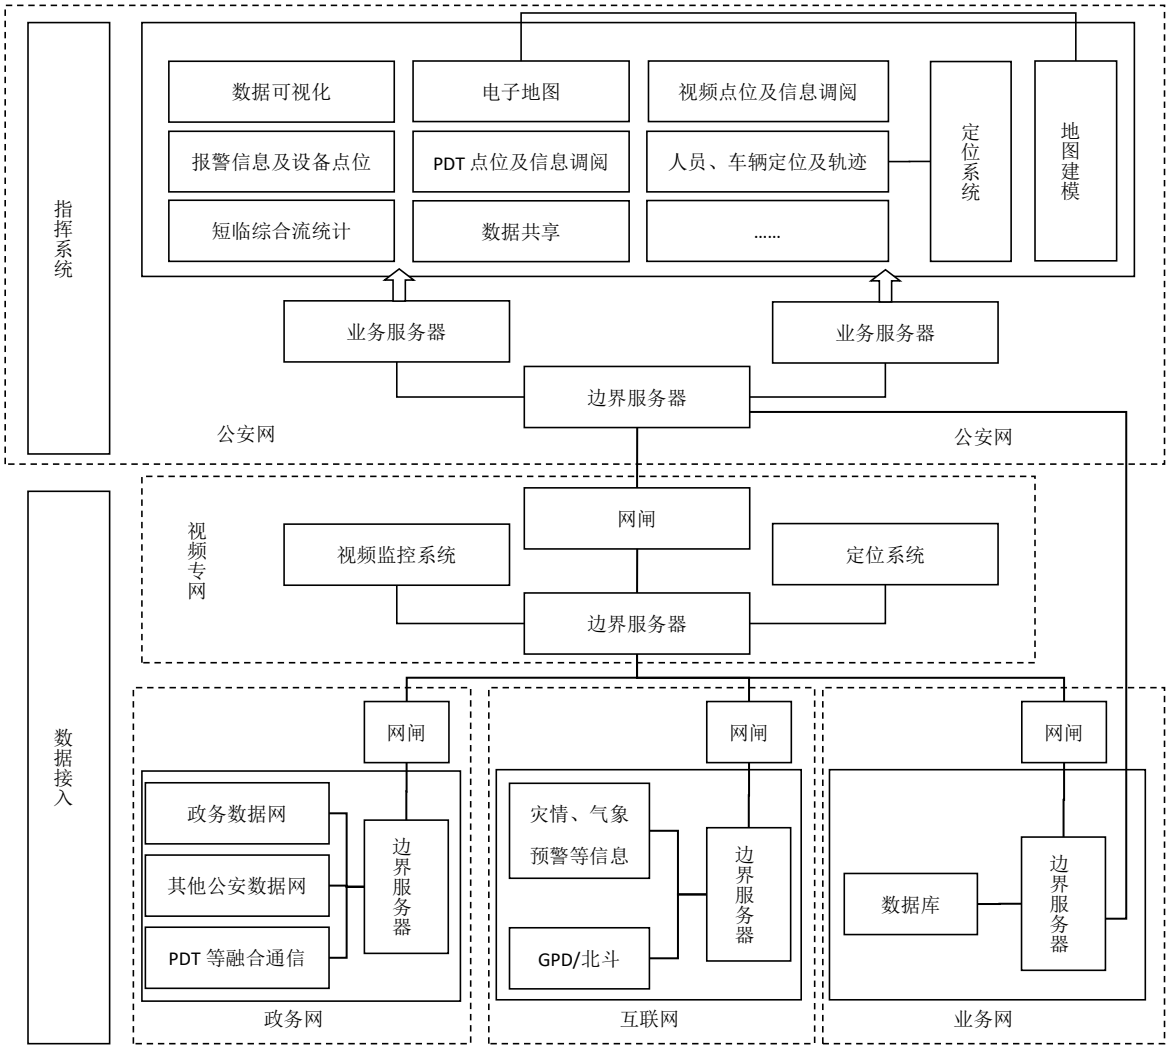 指挥系统
数据可视化
电子地图
视频点位及信息调阅
定位系统
地图建模
报警信息及设备点位
PDT 点位及信息调阅
人员、车辆定位及轨迹
短临综合流统计
数据共享
......
业务服务器
业务服务器
边界服务器
公安网
公安网
数据接入
视频专网
网闸
视频监控系统
定位系统
边界服务器
网闸
网闸
网闸
政务数据网
其他公安数据网
PDT 等融合通信
边界服务器
灾情、气象
预警等信息
GPD/北斗
边界服务器
数据库
边界服务器
政务网
互联网
业务网